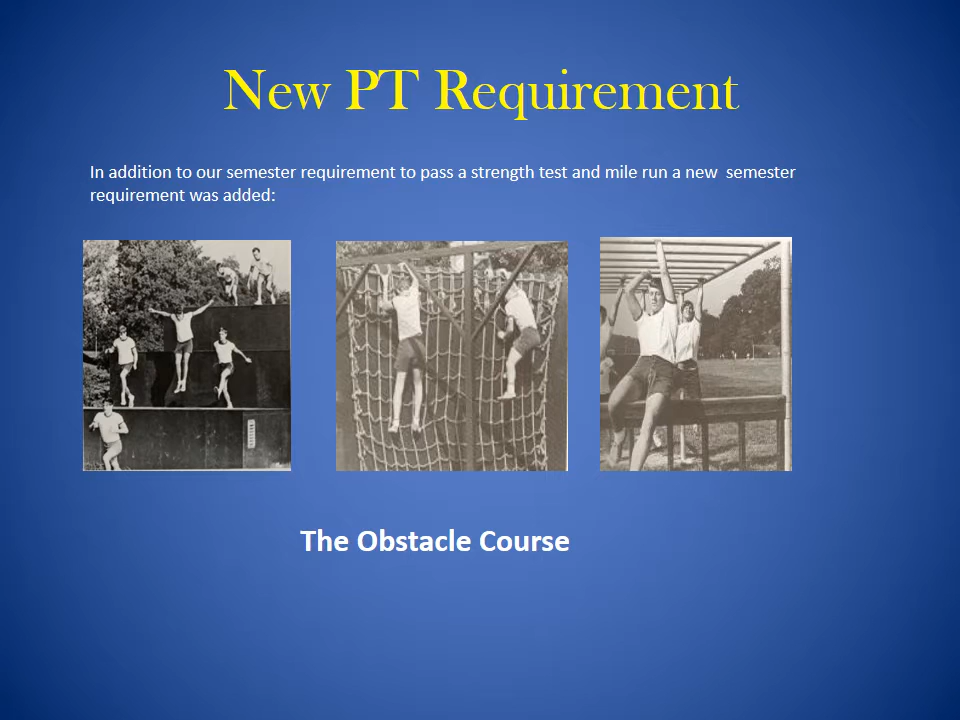 New PT Requirement
In addition to our semester requirement to pass a strength test and mile run a new  semester
requirement was added:
The Obstacle Course